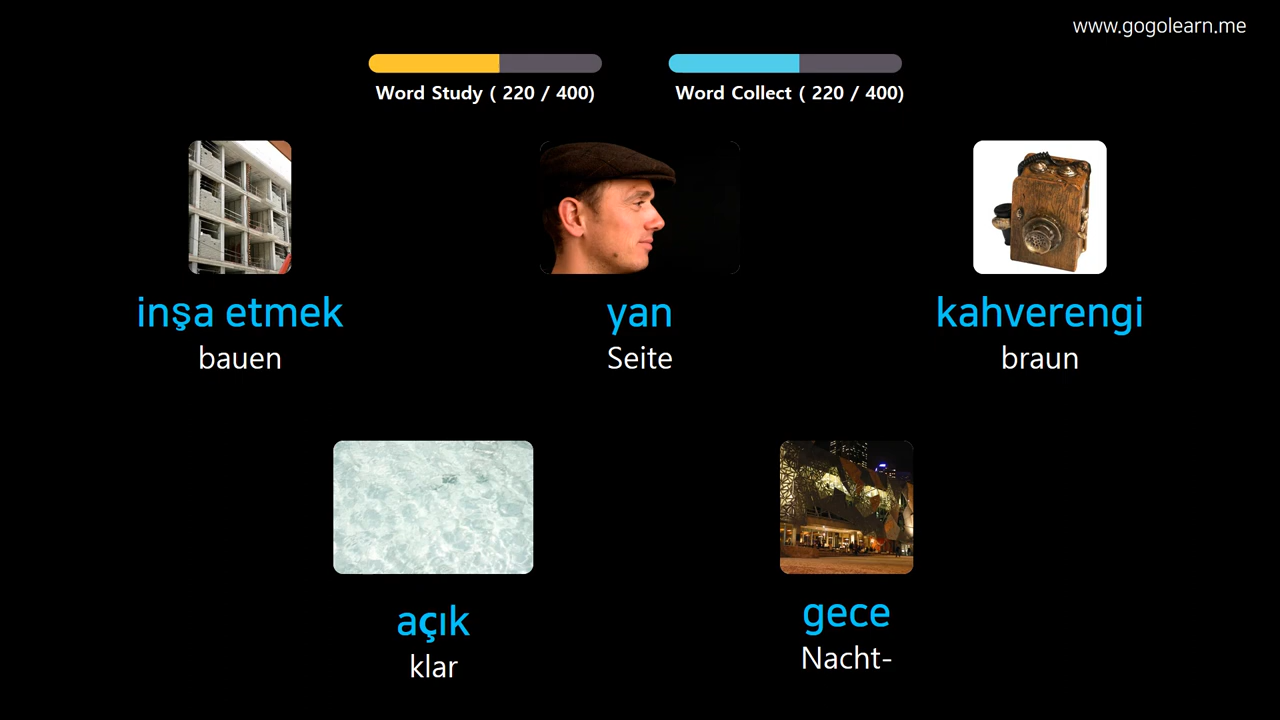 www.gogolearn.me
Word Study ( 220 / 400)
Word Collect ( 220 / 400)
inşa etmek
bauen
yan
Seite
kahverengi
braun
açık
klar
gece
Nacht-